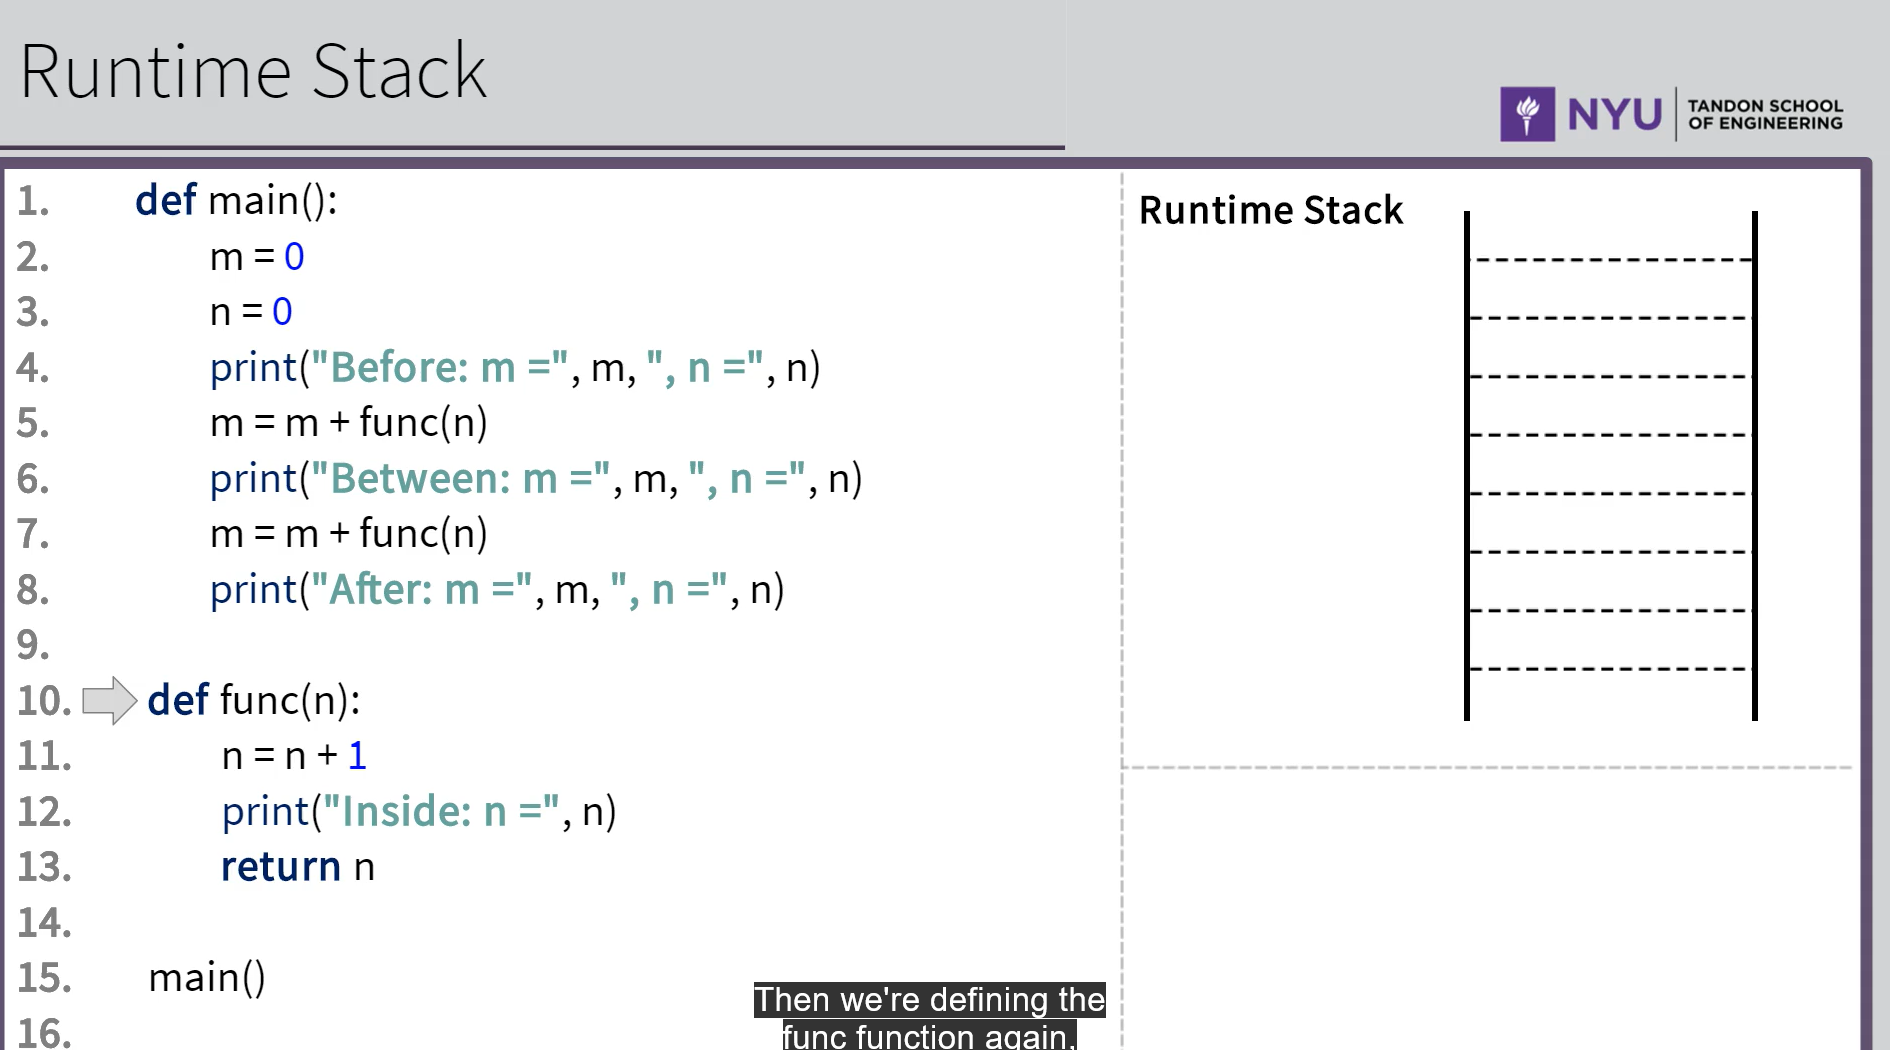 Runtime Stack
NYU
TANDON SCHOOL
OF ENGINEERING
1. def main():
2. m = 0
3. n = 0
4. print("Before: m =", m, ", n =", n)
5. m = m + func(n)
6. print("Between: m =", m, ", n =", n)
7. m = m + func(n)
8. print("After: m =", m, ", n =", n)
9.
10. def func(n):
11. n = n + 1
12. print("Inside: n =", n)
13. return n
14.
15. main()
16.
Runtime Stack
Then we're defining the
func function again,